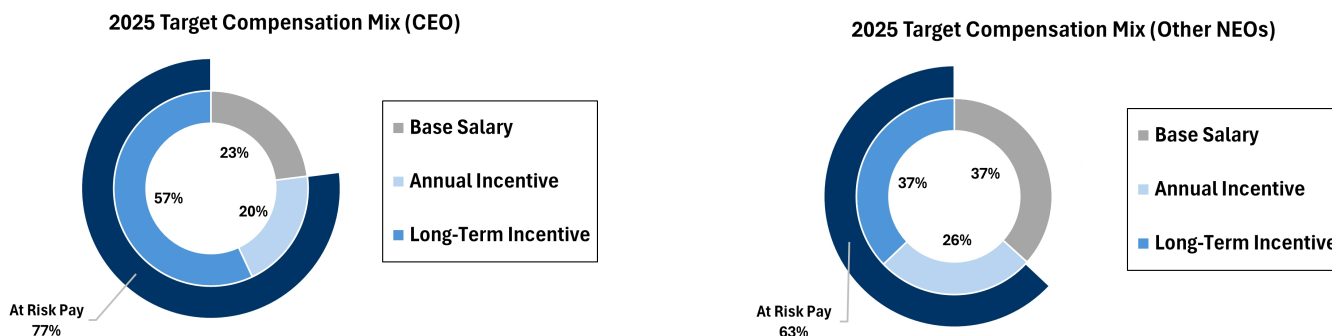 2025 Target Compensation Mix (CEO)
23%
57%
20%
At Risk Pay
77%
Base Salary
Annual Incentive
Long-Term Incentive
2025 Target Compensation Mix (Other NEOs)
37%
37%
26%
At Risk Pay
63%
Base Salary
Annual Incentive
Long-Term Incentive